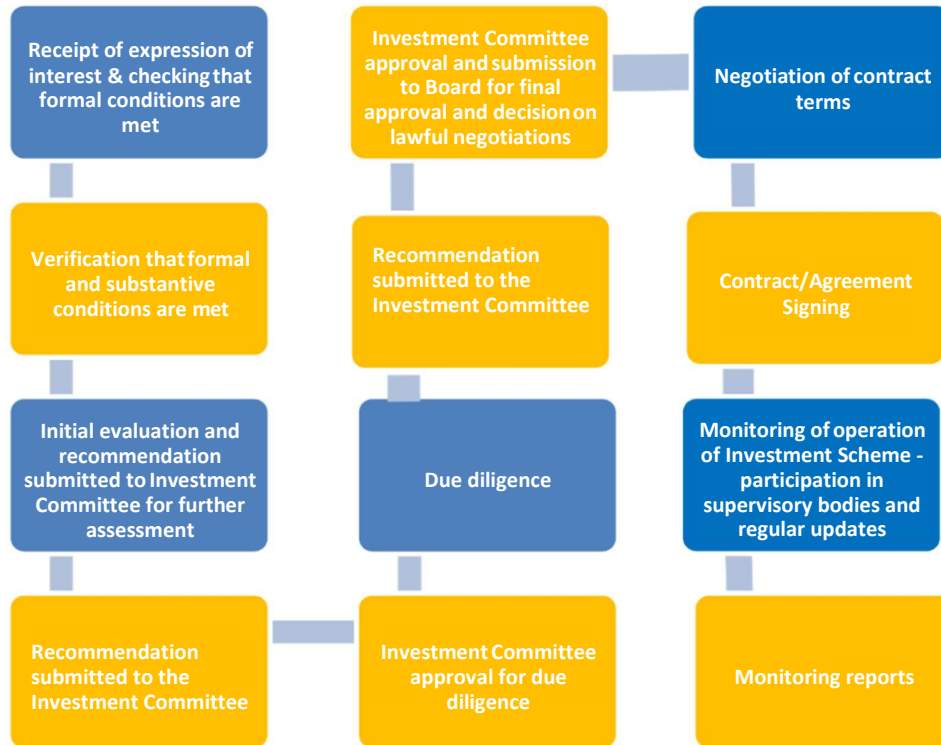 Receipt of expression of
interest & checking that
formal conditions are
met
Verification that formal
and substantive
conditions are met
Initial evaluation and
recommendation
submitted to Investment
Committee for further
assessment
Recommendation
submitted to the
Investment Committee
Investment Committee
approval for due
diligence
Due diligence
Recommendation
submitted to the
Investment Committee
Investment Committee
approval and submission
to Board for final
approval and decision on
lawful negotiations
Negotiation of contract
terms
Contract/Agreement
Signing
Monitoring of operation
of Investment Scheme -
participation in
supervisory bodies and
regular updates
Monitoring reports